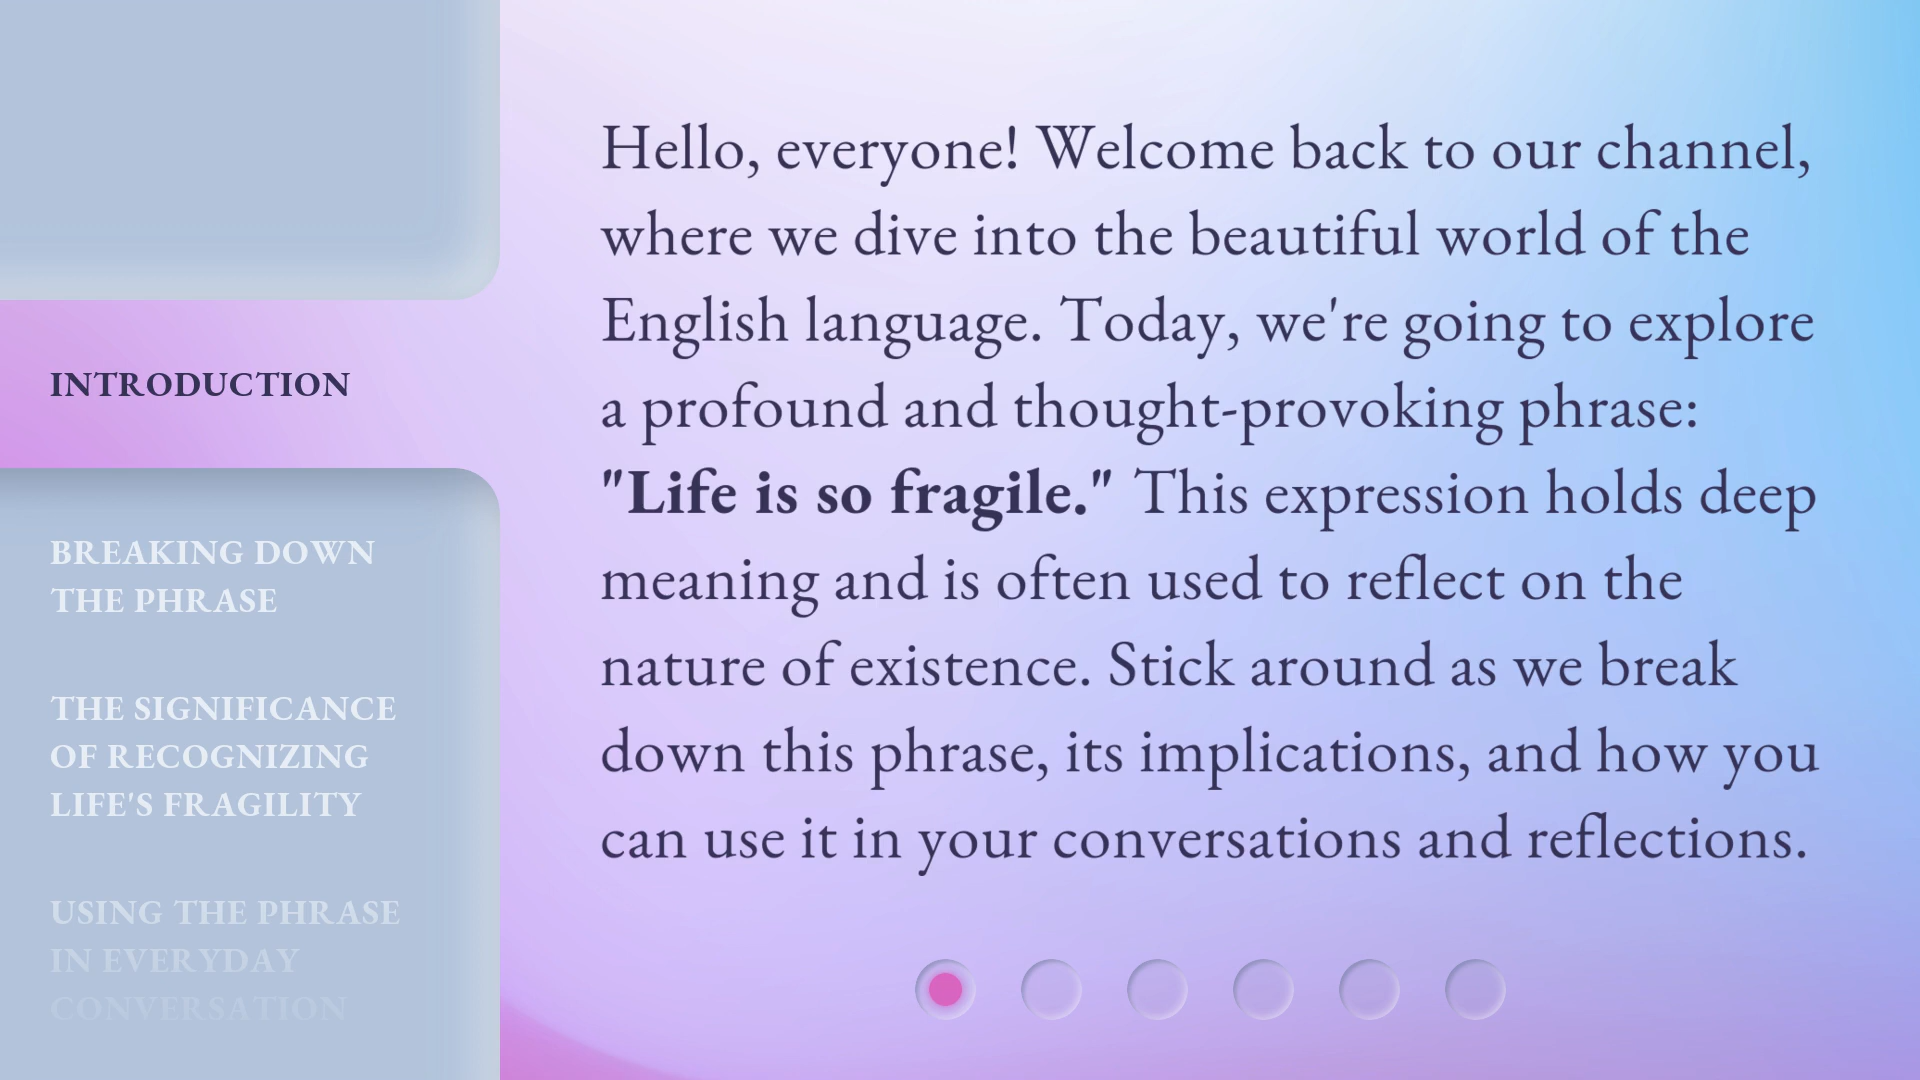 INTRODUCTION
BREAKING DOWN
THE PHRASE
THE SIGNIFICANCE
OF RECOGNIZING
LIFE'S FRAGILITY
USING THE PHRASE
IN EVERYDAY
CONVERSATION
Hello, everyone! Welcome back to our channel,
where we dive into the beautiful world of the
English language. Today, we're going to explore
a profound and thought-provoking phrase:
"Life is so fragile." This expression holds deep
meaning and is often used to reflect on the
nature of existence. Stick around as we break
down this phrase, its implications, and how you
can use it in your conversations and reflections.